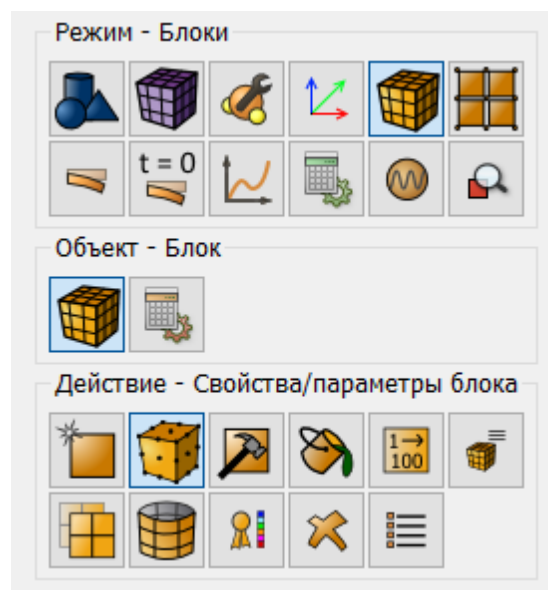 Режим - Блоки
t = 0
Объект - Блок
Действие - Свойства/параметры блока
1→
100